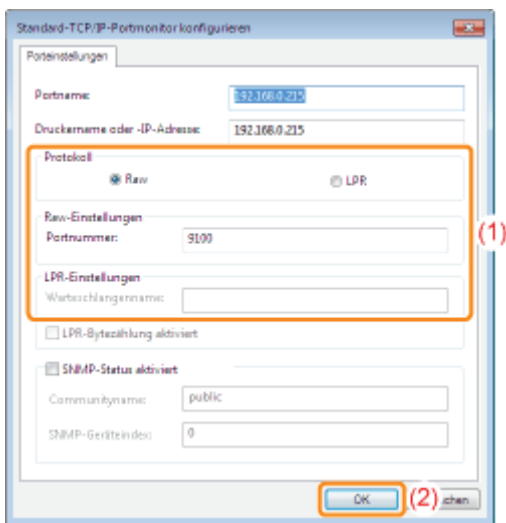 Standard-TCP/IP-Portmonitor konfigurieren
Porteinstellungen
Portname: 192.168.0.215
Druckername oder -IP-Adresse: 192.168.0.215
Protokoll
Raw LPR
Raw-Einstellungen
(1)
Portnummer: 9100
LPR-Einstellungen
Warteschlangenname:
LPR-Bytezählung aktiviert
SNMP-Status aktiviert
Communityname: public
SNMP-Geräteindex: 0
OK (2) chen